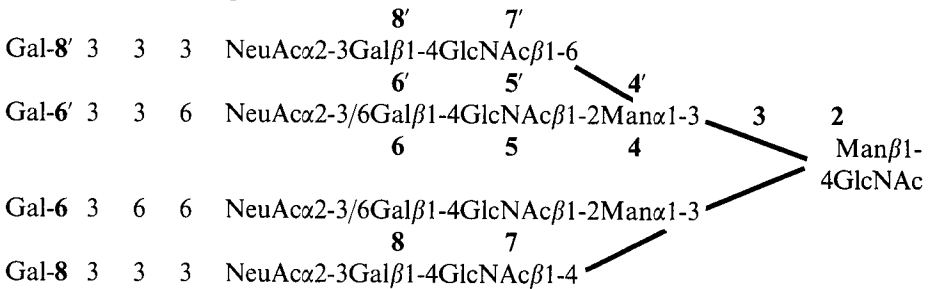 8′ 7′
Gal-8′ 3 3 3 NeuAcα2-3Galβ1-4GlcNAcβ1-6
6′ 5′ 4′
Gal-6′ 3 3 6 NeuAcα2-3/6Galβ1-4GlcNAcβ1-2Manα1-3 3 2
6 5 4 Manβ1-
4GlcNAc
Gal-6 3 6 6 NeuAcα2-3/6Galβ1-4GlcNAcβ1-2Manα1-3
8 7
Gal-8 3 3 3 NeuAcα2-3Galβ1-4GlcNAcβ1-4